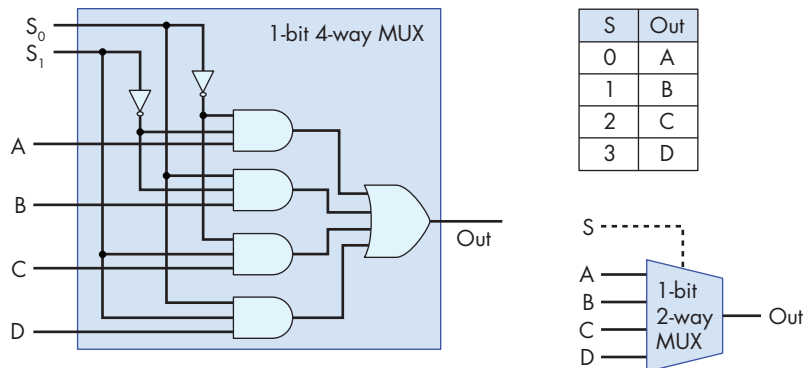 S0
S1
1-bit 4-way MUX
A
B
C
D
Out
S Out
0 A
1 B
2 C
3 D
S
A
B
C
D
1-bit
2-way
MUX
Out